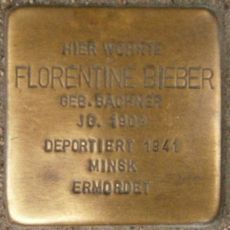 HIER WOHNTE
FLORENTINE BIEBER
GEB. BACHNER
JG. 1909
DEPORTIERT 1941
MINSK
ERMORDET